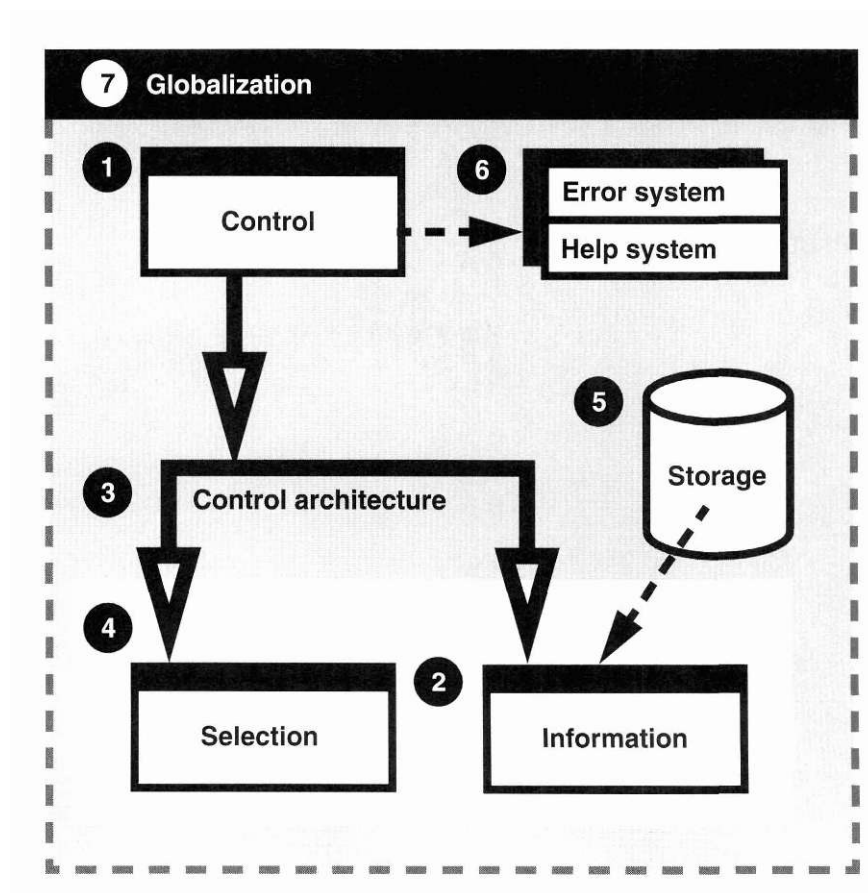 7 Globalization
1
Control
6
Error system
Help system
5
Storage
3
Control architecture
4
Selection
2
Information